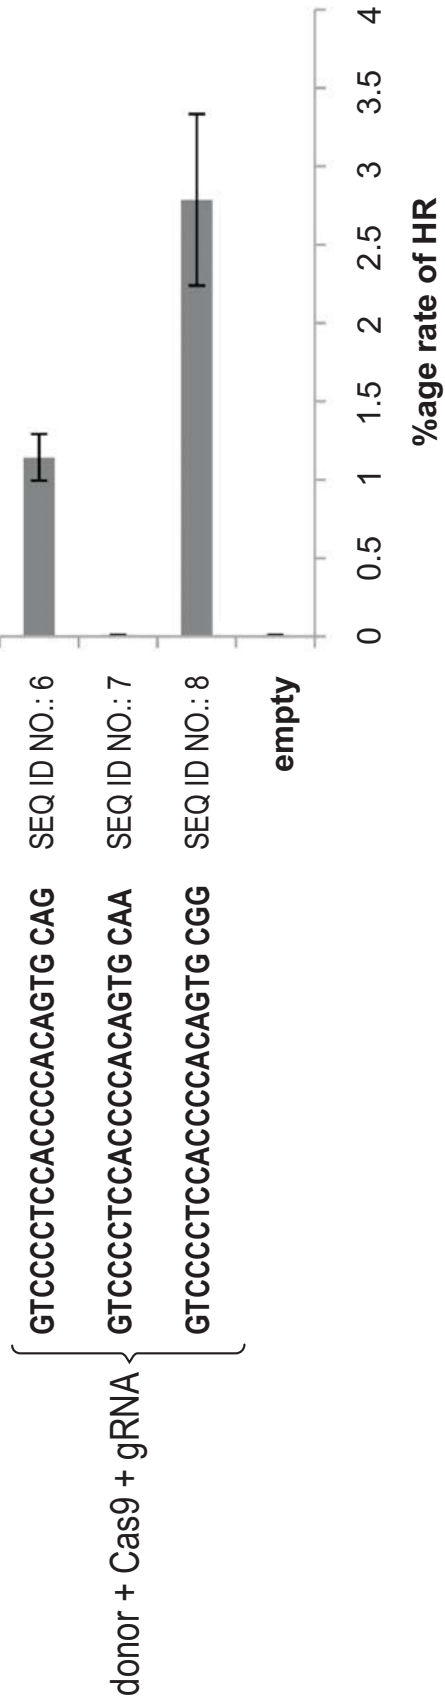 donor + Cas9 + gRNA
GTCCCCTCCACCCCACAGTG CAG SEQ ID NO.: 6
GTCCCCTCCACCCCACAGTG CAA SEQ ID NO.: 7
GTCCCCTCCACCCCACAGTG CGG SEQ ID NO.: 8
empty
0 0.5 1 1.5 2 2.5 3 3.5 4
%age rate of HR